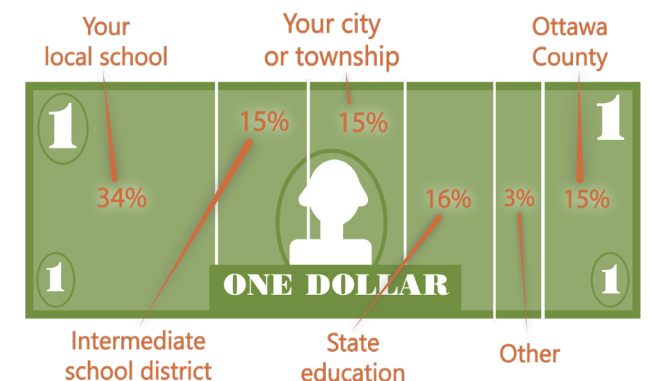 Your
local school
Your city
or township
Ottawa
County
1
1
15%
15%
34%
16%
3%
15%
1
ONE DOLLAR
1
Intermediate
school district
State
education
Other